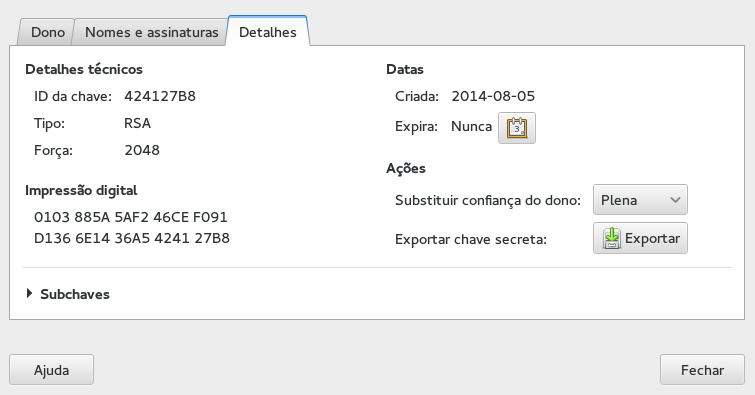 Dono Nomes e assinaturas Detalhes
Detalhes técnicos
ID da chave: 424127B8
Tipo: RSA
Força: 2048
Impressão digital
0103 885A 5AF2 46CE F091
D136 6E14 36A5 4241 27B8
Datas
Criada: 2014-08-05
Expira: Nunca 3
Ações
Substituir confiança do dono: Plena
Exportar chave secreta: Exportar
Subchaves
Ajuda Fechar